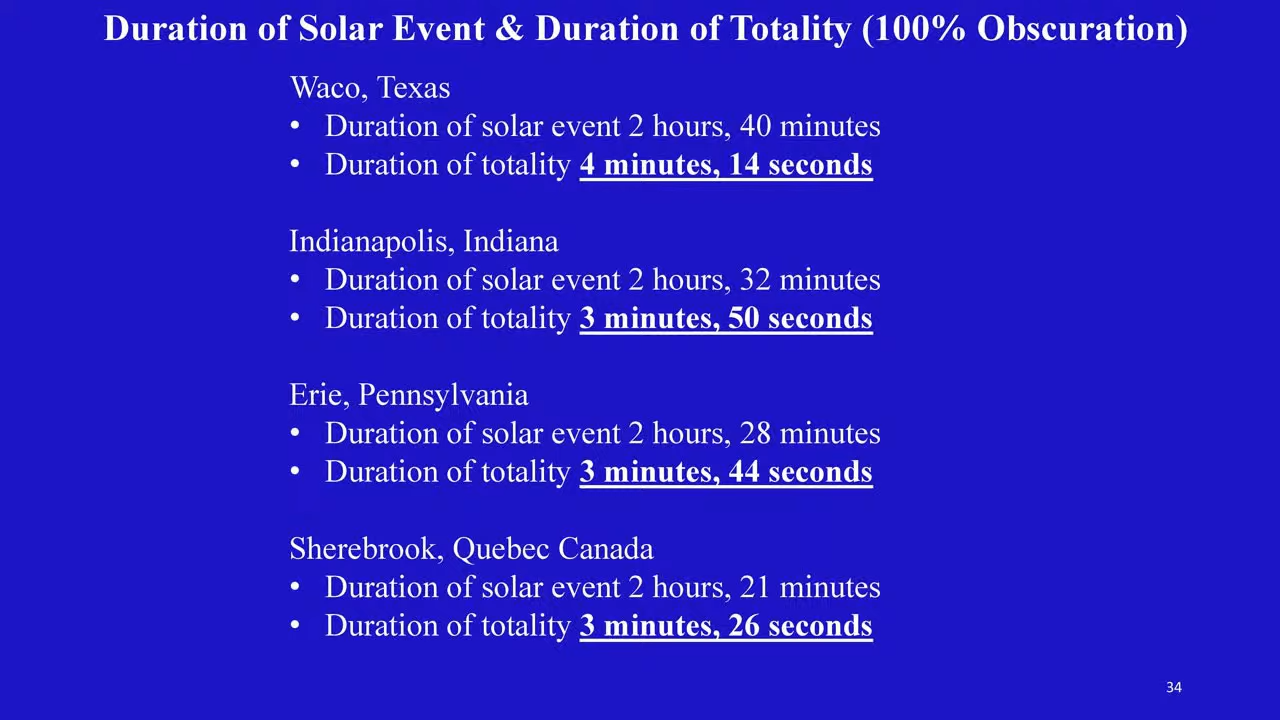 Duration of Solar Event & Duration of Totality (100% Obscuration)
Waco, Texas
• Duration of solar event 2 hours, 40 minutes
• Duration of totality 4 minutes, 14 seconds
Indianapolis, Indiana
• Duration of solar event 2 hours, 32 minutes
• Duration of totality 3 minutes, 50 seconds
Erie, Pennsylvania
• Duration of solar event 2 hours, 28 minutes
• Duration of totality 3 minutes, 44 seconds
Sherebrook, Quebec Canada
• Duration of solar event 2 hours, 21 minutes
• Duration of totality 3 minutes, 26 seconds
34